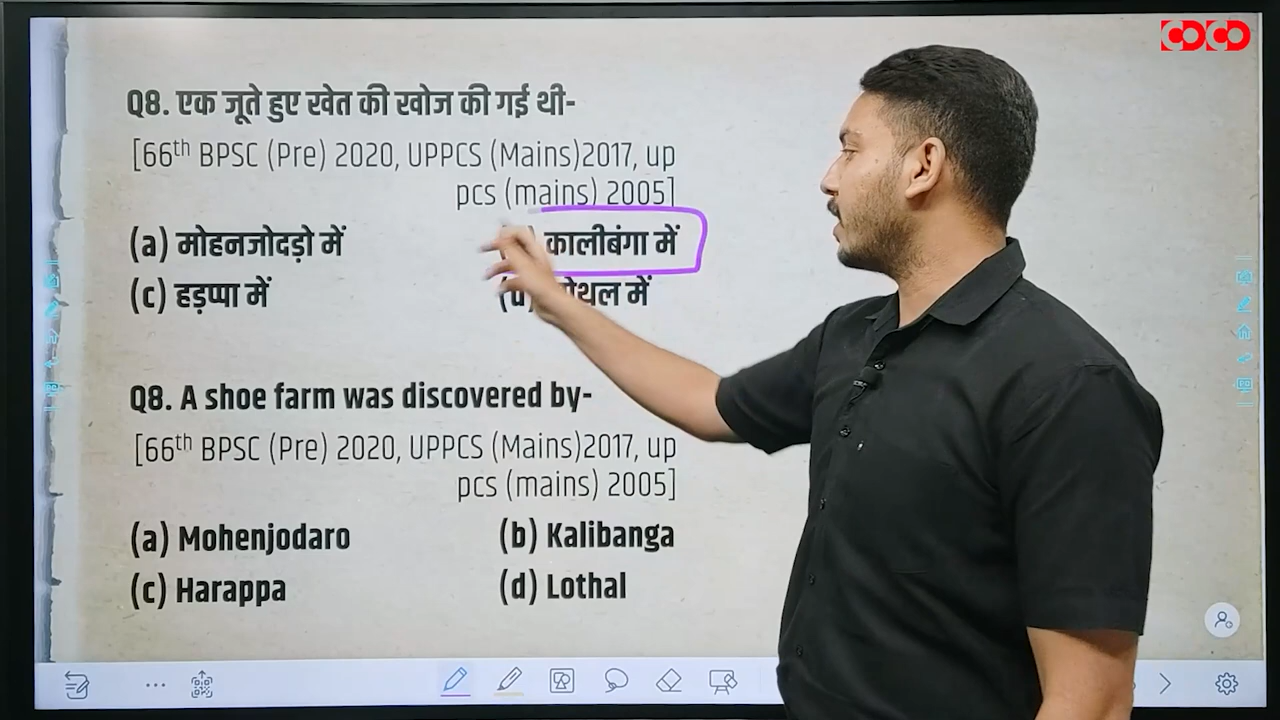 COCO
Q8. एक जूते हुए खेत की खोज की गई थी-
[66th BPSC (Pre) 2020, UPPCS (Mains)2017, up
pcs (mains) 2005]
(a) मोहनजोदड़ो में
कालीबंगा में
(c) हड़प्पा में
में
Q8. A shoe farm was discovered by-
[66th BPSC (Pre) 2020, UPPCS (Mains)2017, up
pcs (mains) 2005]
(a) Mohenjodaro (b) Kalibanga
(c) Harappa (d) Lothal